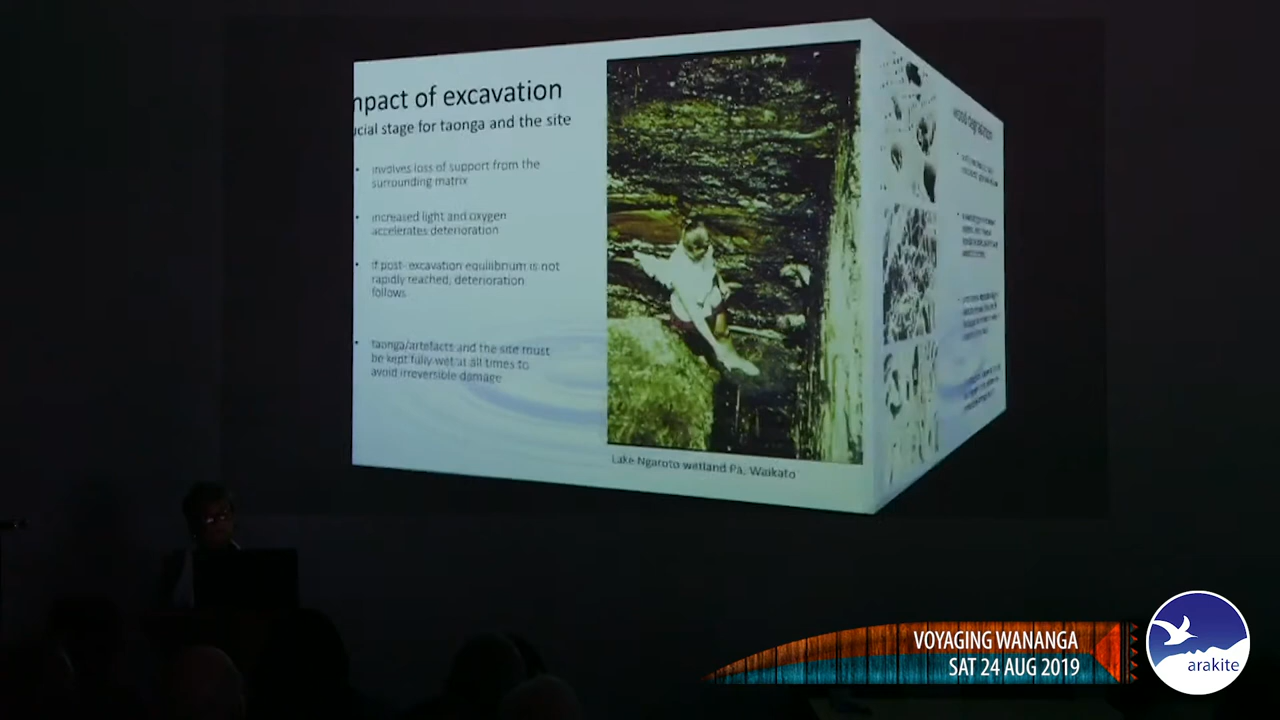 npact of excavation
ucial stage for taonga and the site
• involves loss of support from the
surrounding matrix
• increased light and oxygen
accelerates deterioration
• if post- excavation equilibrium is not
rapidly reached, deterioration
follows.
• taonga/artefacts and the site must
be kept fully wet at all times to
avoid irreversible damage
Lake Ngaroto wetland Pa, Waikato
VOYAGING WANANGA
SAT 24 AUG 2019
arakite